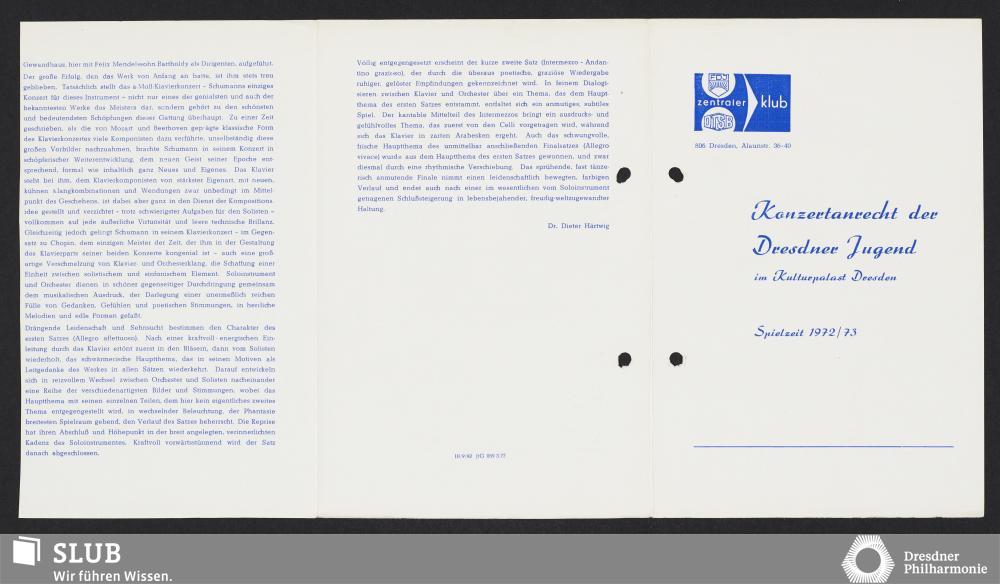 Gewandhaus, hier mit Felix Mendelssohn Bartholdy als Dirigenten, aufgeführt.
Der große Erfolg, den das Werk von Anfang an hatte, ist ihm stets treu
geblieben. Tatsächlich stellt das a-Moll-Klavierkonzert – Schumanns einziges
Konzert für dieses Instrument – nicht nur eines der genialsten und auch der
bekanntesten Werke des Meisters dar, sondern gehört zu den schönsten
und bedeutendsten Schöpfungen dieser Gattung überhaupt. Zu einer Zeit
geschrieben, als die von Mozart und Beethoven geprägte klassische Form
des Klavierkonzertes viele Komponisten dazu verführte, unselbständig diese
großen Vorbilder nachzuahmen, brachte Schumann in seinem Konzert in
schöpferischer Weiterentwicklung, dem neuen Geist seiner Epoche ent-
sprechend, formal wie inhaltlich ganz Neues und Eigenes. Das Klavier
steht bei ihm, dem Klavierkomponisten von stärkster Eigenart, mit neuen,
kühnen Klangkombinationen und Wendungen zwar unbedingt im Mittel-
punkt des Geschehens, ist dabei aber ganz in den Dienst der Kompositions-
idee gestellt und verzichtet – trotz schwierigster Aufgaben für den Solisten –
vollkommen auf jede äußerliche Virtuosität und leere technische Brillanz.
Gleichzeitig jedoch gelingt Schumann in seinem Klavierkonzert – im Gegen-
satz zu Chopin, dem einzigen Meister der Zeit, der ihm in der Gestaltung
des Klavierparts seiner beiden Konzerte kongenial ist – auch eine groß-
artige Verschmelzung von Klavier- und Orchesterklang, die Schaffung einer
Einheit zwischen solistischem und sinfonischem Element. Soloinstrument
und Orchester dienen in schöner gegenseitiger Durchdringung gemeinsam
dem musikalischen Ausdruck, der Darlegung einer unermeßlich reichen
Fülle von Gedanken, Gefühlen und poetischen Stimmungen, in herrliche
Melodien und edle Formen gefaßt.
Drängende Leidenschaft und Sehnsucht bestimmen den Charakter des
ersten Satzes (Allegro affettuoso). Nach einer kraftvoll-energischen Ein-
leitung durch das Klavier ertönt zuerst in den Bläsern, dann vom Solisten
wiederholt, das schwärmerische Hauptthema, das in seinen Motiven als
Leitgedanke des Werkes in allen Sätzen wiederkehrt. Darauf entwickeln
sich in reizvollem Wechsel zwischen Orchester und Solisten nacheinander
eine Reihe der verschiedenartigsten Bilder und Stimmungen, wobei das
Hauptthema mit seinen einzelnen Teilen, dem hier kein eigentliches zweites
Thema entgegengestellt wird, in wechselnder Beleuchtung, der Phantasie
breitesten Spielraum gebend, den Verlauf des Satzes beherrscht. Die Reprise
hat ihren Abschluß und Höhepunkt in der breit angelegten, verinnerlichten
Kadenz des Soloinstrumentes. Kraftvoll vorwärtsstürmend wird der Satz
danach abgeschlossen.
Völlig entgegengesetzt erscheint der kurze zweite Satz (Intermezzo - Andan-
tino grazioso), der durch die überaus poetische, graziöse Wiedergabe
ruhiger, gelöster Empfindungen gekennzeichnet wird. In feinem Dialogi-
sieren zwischen Klavier und Orchester über ein Thema, das dem Haupt-
thema des ersten Satzes entstammt, entfaltet sich ein anmutiges, subtiles
Spiel. Der kantable Mittelteil des Intermezzos bringt ein ausdrucks- und
gefühlvolles Thema, das zuerst von den Celli vorgetragen wird, während
sich das Klavier in zarten Arabesken ergeht. Auch das schwungvolle,
frische Hauptthema des unmittelbar anschließenden Finalsatzes (Allegro
vivace) wurde aus dem Hauptthema des ersten Satzes gewonnen, und zwar
diesmal durch eine rhythmische Verschiebung. Das sprühende, fast tänze-
risch anmutende Finale nimmt einen leidenschaftlich bewegten, farbigen
Verlauf und endet auch nach einer im wesentlichen vom Soloinstrument
getragenen Schlußsteigerung in lebensbejahender, freudig-weltzugewandter
Haltung.
Dr. Dieter Härtwig
FDJ
zentraler klub
DTSB
806 Dresden, Alaunstr. 36-40
Konzertanrecht der
Dresdner Jugend
im Kulturpalast Dresden
Spielzeit 1972/73
SLUB
Wir führen Wissen.
Dresdner
Philharmonie